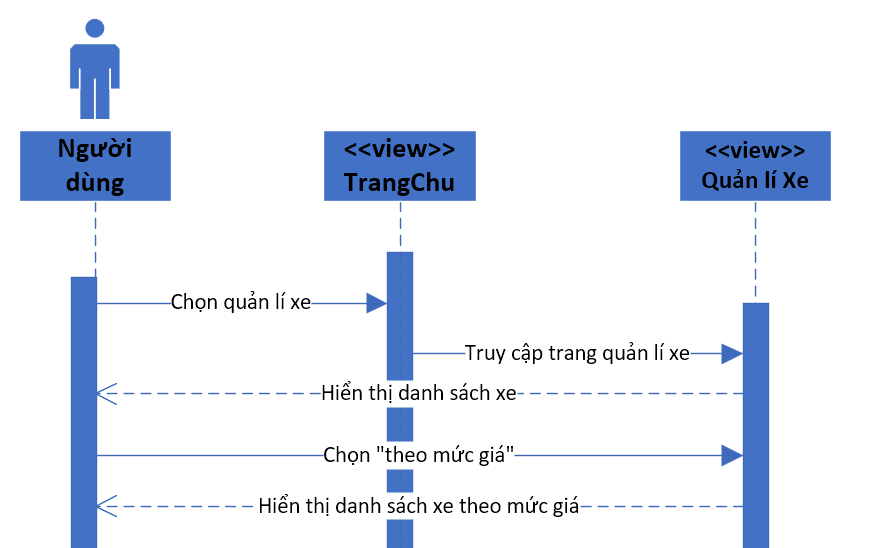 Người
dùng
<<view>>
TrangChu
<<view>>
Quản lí Xe
Chọn quản lí xe
Truy cập trang quản lí xe
Hiển thị danh sách xe
Chọn "theo mức giá"
Hiển thị danh sách xe theo mức giá